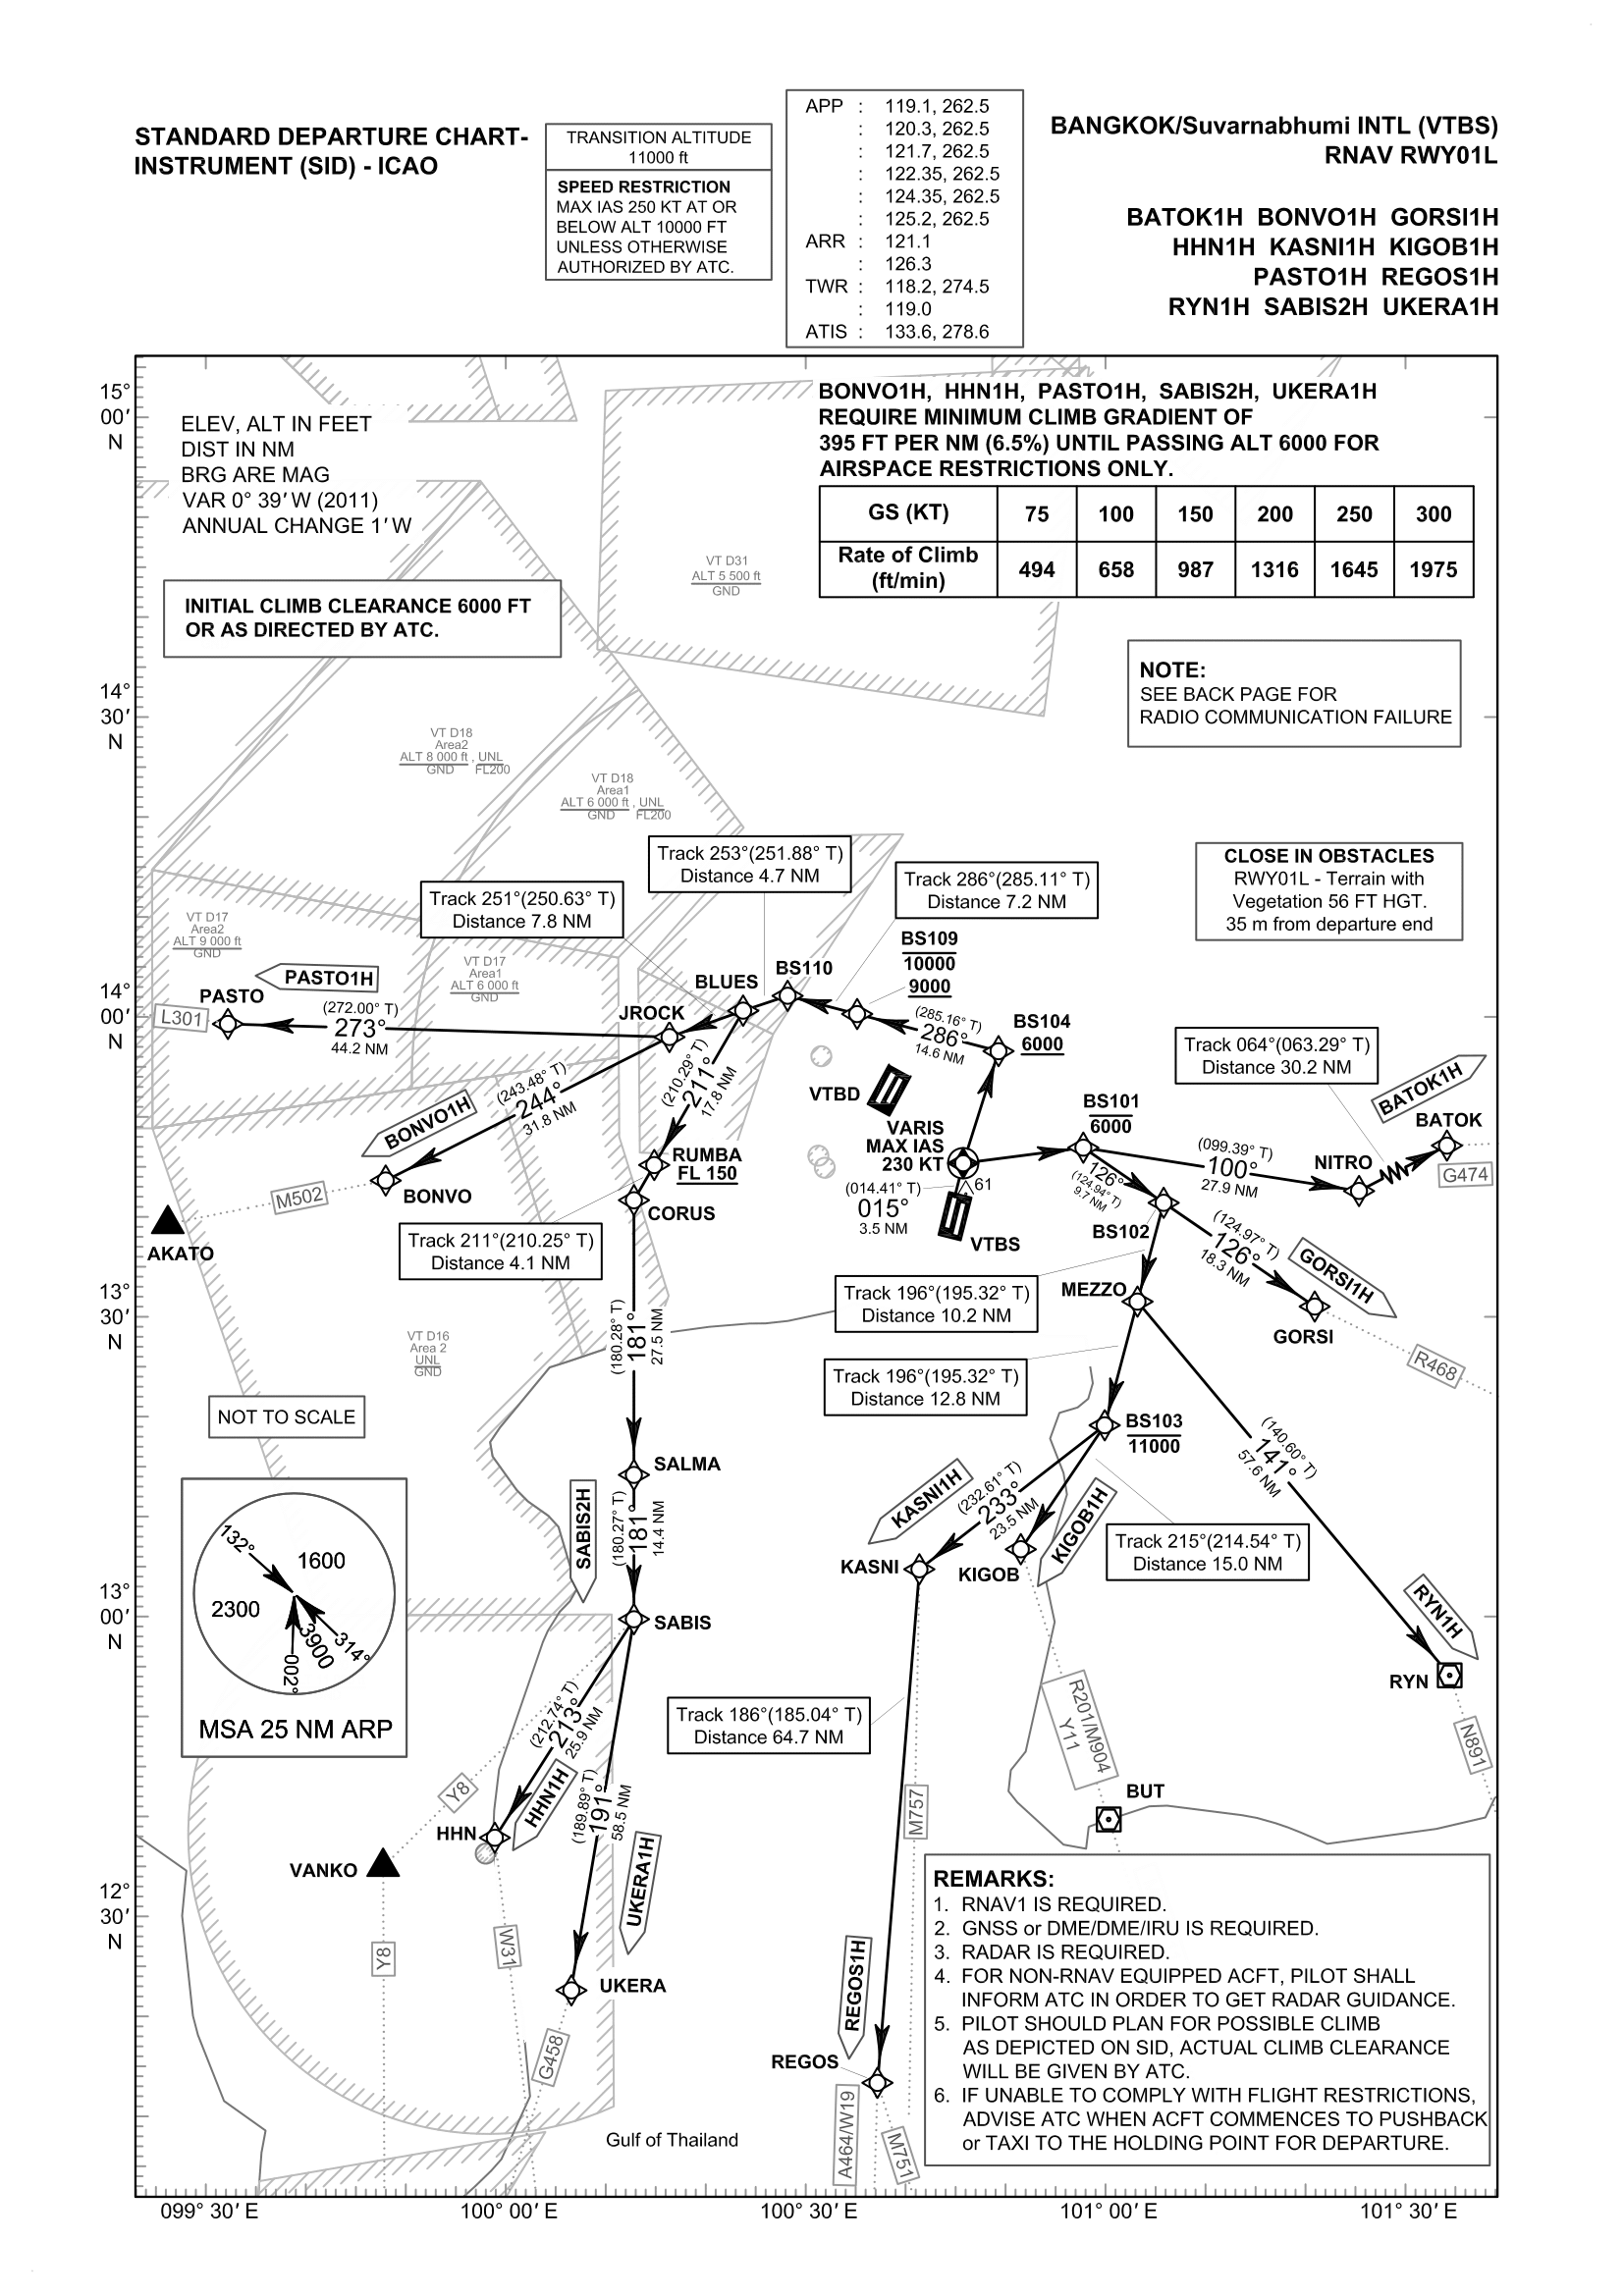 STANDARD DEPARTURE CHART-
INSTRUMENT (SID) - ICAO
TRANSITION ALTITUDE
11000 ft
SPEED RESTRICTION
MAX IAS 250 KT AT OR
BELOW ALT 10000 FT
UNLESS OTHERWISE
AUTHORIZED BY ATC.
APP : 119.1, 262.5
: 120.3, 262.5
: 121.7, 262.5
: 122.35, 262.5
: 124.35, 262.5
: 125.2, 262.5
ARR : 121.1
: 126.3
TWR : 118.2, 274.5
: 119.0
ATIS : 133.6, 278.6
BANGKOK/Suvarnabhumi INTL (VTBS)
RNAV RWY01L
BATOK1H BONVO1H GORSI1H
HHN1H KASNI1H KIGOB1H
PASTO1H REGOS1H
RYN1H SABIS2H UKERA1H
15°
00′
N
ELEV, ALT IN FEET
DIST IN NM
BRG ARE MAG
VAR 0° 39′ W (2011)
ANNUAL CHANGE 1′ W
BONVO1H, HHN1H, PASTO1H, SABIS2H, UKERA1H
REQUIRE MINIMUM CLIMB GRADIENT OF
395 FT PER NM (6.5%) UNTIL PASSING ALT 6000 FOR
AIRSPACE RESTRICTIONS ONLY.
GS (KT) 75 100 150 200 250 300
Rate of Climb
(ft/min) 494 658 987 1316 1645 1975
VT D31
ALT 5 500 ft
GND
INITIAL CLIMB CLEARANCE 6000 FT
OR AS DIRECTED BY ATC.
NOTE:
SEE BACK PAGE FOR
RADIO COMMUNICATION FAILURE
14°
30′
N
VT D18
Area2
ALT 8 000 ft , UNL
GND FL200
VT D18
Area1
ALT 6 000 ft , UNL
GND FL200
Track 253°(251.88° T)
Distance 4.7 NM
Track 251°(250.63° T)
Distance 7.8 NM
Track 286°(285.11° T)
Distance 7.2 NM
CLOSE IN OBSTACLES
RWY01L - Terrain with
Vegetation 56 FT HGT.
35 m from departure end
VT D17
Area2
ALT 9 000 ft
GND
VT D17
Area1
ALT 6 000 ft
GND
BS109
10000
9000
BS110
BLUES
PASTO1H
PASTO
14°
00′
N
L301
(272.00° T)
273°
44.2 NM
JROCK
(285.16° T)
286°
14.6 NM
BS104
6000
Track 064°(063.29° T)
Distance 30.2 NM
BATOK1H
BATOK
G474
VTBD
(210.29° T)
211°
17.8 NM
(243.48° T)
244°
31.8 NM
BONVO1H
BONVO
M502
AKATO
VARIS
MAX IAS
230 KT
BS101
6000
(099.39° T)
100°
27.9 NM
NITRO
RUMBA
FL 150
CORUS
(014.41° T)
015°
3.5 NM
61
VTBS
126°
(124.94° T)
9.7 NM
BS102
(124.97° T)
126°
18.3 NM
GORSI1H
GORSI
R468
Track 211°(210.25° T)
Distance 4.1 NM
Track 196°(195.32° T)
Distance 10.2 NM
MEZZO
13°
30′
N
VT D16
Area 2
UNL
GND
(180.28° T)
181°
27.5 NM
Track 196°(195.32° T)
Distance 12.8 NM
NOT TO SCALE
BS103
11000
(140.60° T)
141°
57.6 NM
SALMA
SABIS2H
(180.27° T)
181°
14.4 NM
KASNI1H
(232.61° T)
233°
23.5 NM
KIGOB1H
Track 215°(214.54° T)
Distance 15.0 NM
KASNI
KIGOB
132°
1600
2300
3900
314°
002°
MSA 25 NM ARP
13°
00′
N
SABIS
RYN1H
RYN
N891
R201/M904
Y11
Track 186°(185.04° T)
Distance 64.7 NM
(212.74° T)
213°
25.9 NM
HHN1H
HHN
Y8
VANKO
(189.89° T)
191°
58.5 NM
UKERA1H
M757
BUT
12°
30′
N
Y8
W31
UKERA
G458
REGOS1H
REGOS
A464/W19
M751
Gulf of Thailand
REMARKS:
1. RNAV1 IS REQUIRED.
2. GNSS or DME/DME/IRU IS REQUIRED.
3. RADAR IS REQUIRED.
4. FOR NON-RNAV EQUIPPED ACFT, PILOT SHALL
INFORM ATC IN ORDER TO GET RADAR GUIDANCE.
5. PILOT SHOULD PLAN FOR POSSIBLE CLIMB
AS DEPICTED ON SID, ACTUAL CLIMB CLEARANCE
WILL BE GIVEN BY ATC.
6. IF UNABLE TO COMPLY WITH FLIGHT RESTRICTIONS,
ADVISE ATC WHEN ACFT COMMENCES TO PUSHBACK
or TAXI TO THE HOLDING POINT FOR DEPARTURE.
099° 30′ E
100° 00′ E
100° 30′ E
101° 00′ E
101° 30′ E